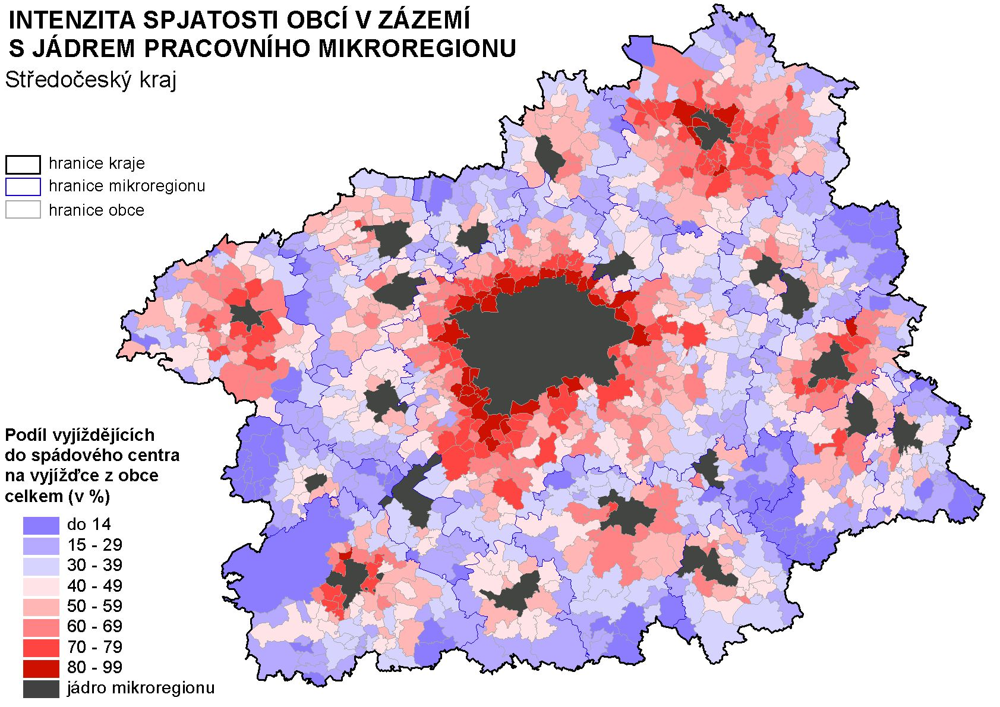 INTENZITA SPJATOSTI OBCÍ V ZÁZEMÍ
S JÁDREM PRACOVNÍHO MIKROREGIONU
Středočeský kraj
hranice kraje
hranice mikroregionu
hranice obce
Podíl vyjíždějících
do spádového centra
na vyjížďce z obce
celkem (v %)
do 14
15 - 29
30 - 39
40 - 49
50 - 59
60 - 69
70 - 79
80 - 99
jádro mikroregionu